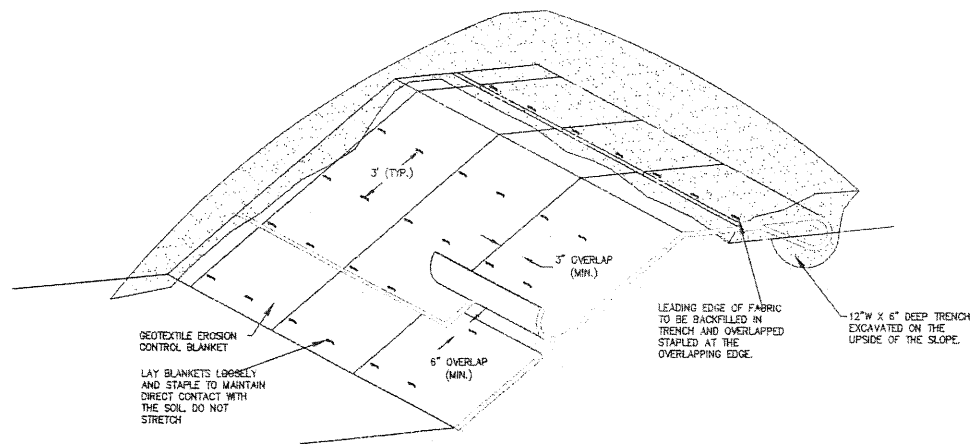 3' (TYP.)
3" OVERLAP
(MIN.)
GEOTEXTILE EROSION
CONTROL BLANKET
LAY BLANKETS LOOSELY
AND STAPLE TO MAINTAIN
DIRECT CONTACT WITH
THE SOIL. DO NOT
STRETCH
6" OVERLAP
(MIN.)
LEADING EDGE OF FABRIC
TO BE BACKFILLED IN
TRENCH AND OVERLAPPED
STAPLED AT THE
OVERLAPPING EDGE.
12"W X 6" DEEP TRENCH
EXCAVATED ON THE
UPSIDE OF THE SLOPE.